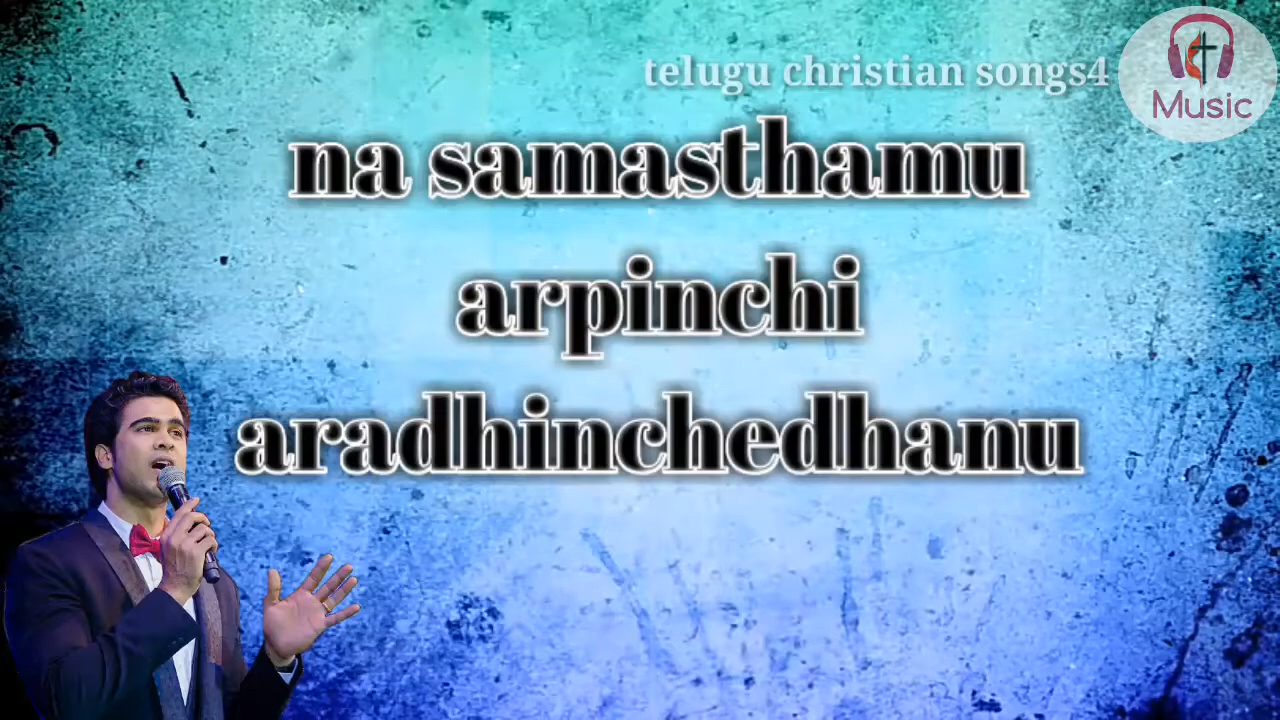 telugu christian songs4
Music
na samasthamu
arpinchi
aradhinchedhanu